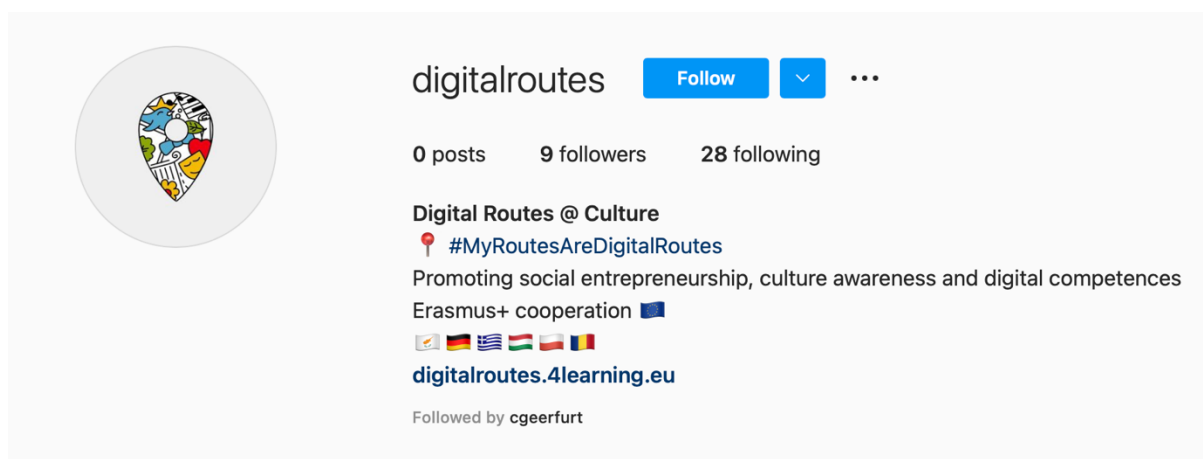 digitalroutes Follow
0 posts 9 followers 28 following
Digital Routes @ Culture
#MyRoutesAreDigitalRoutes
Promoting social entrepreneurship, culture awareness and digital competences
Erasmus+ cooperation
digitalroutes.4learning.eu
Followed by cgeerfurt